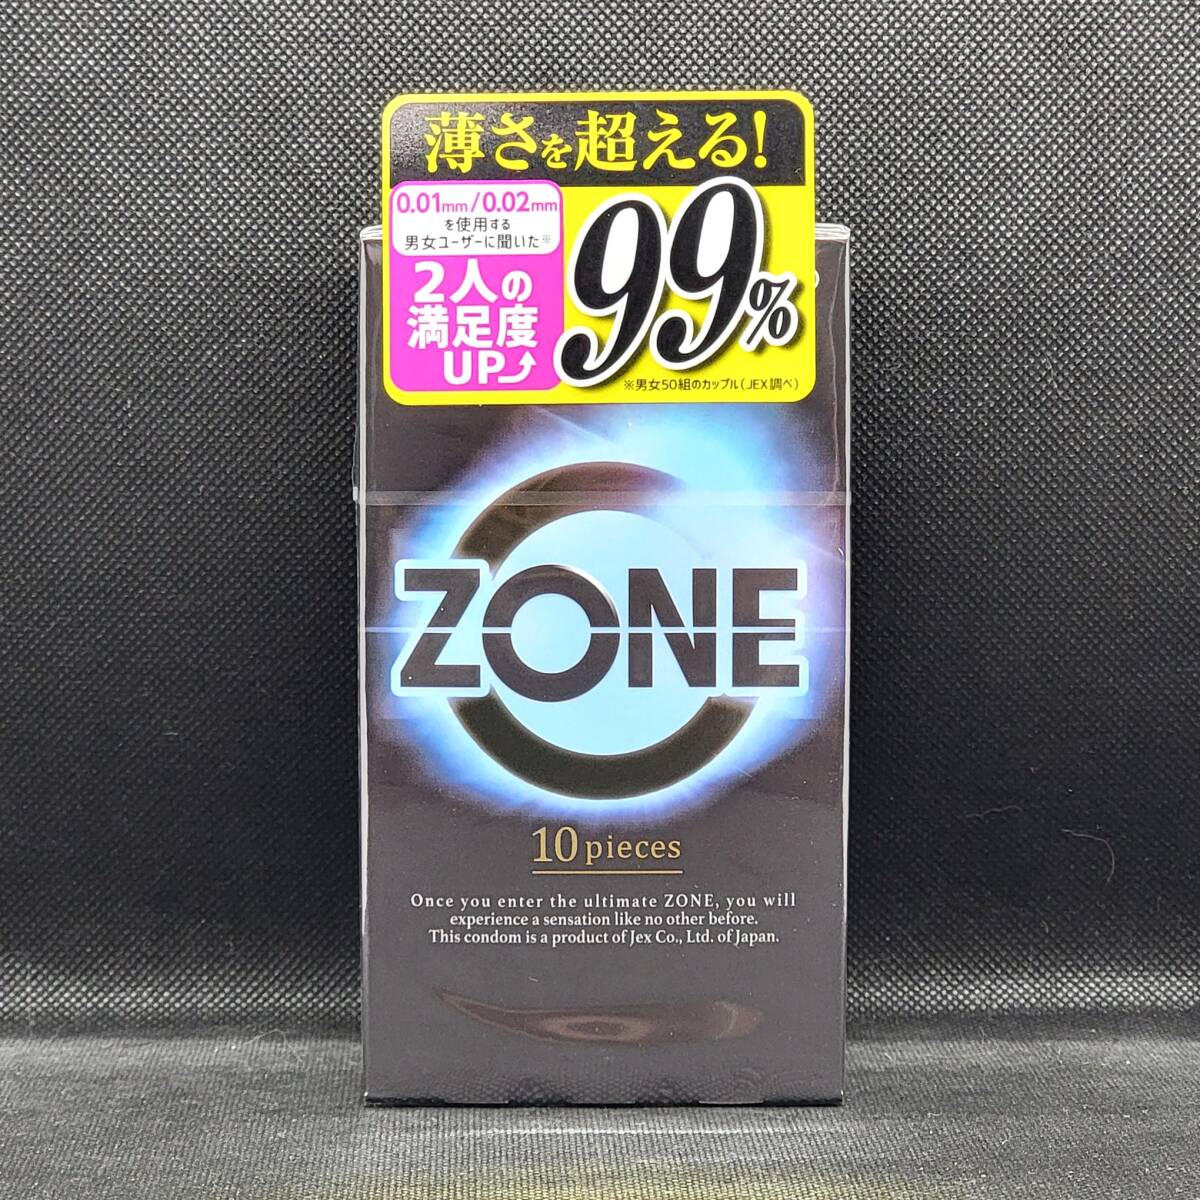 薄さを超える!
0.01mm/0.02mm
を使用する
男女ユーザーに聞いた※
2人の
満足度
UP
99%
※男女50組のカップル(JEX調べ)
ZONE
10 pieces
Once you enter the ultimate ZONE, you will
experience a sensation like no other before.
This condom is a product of Jex Co., Ltd. of Japan.